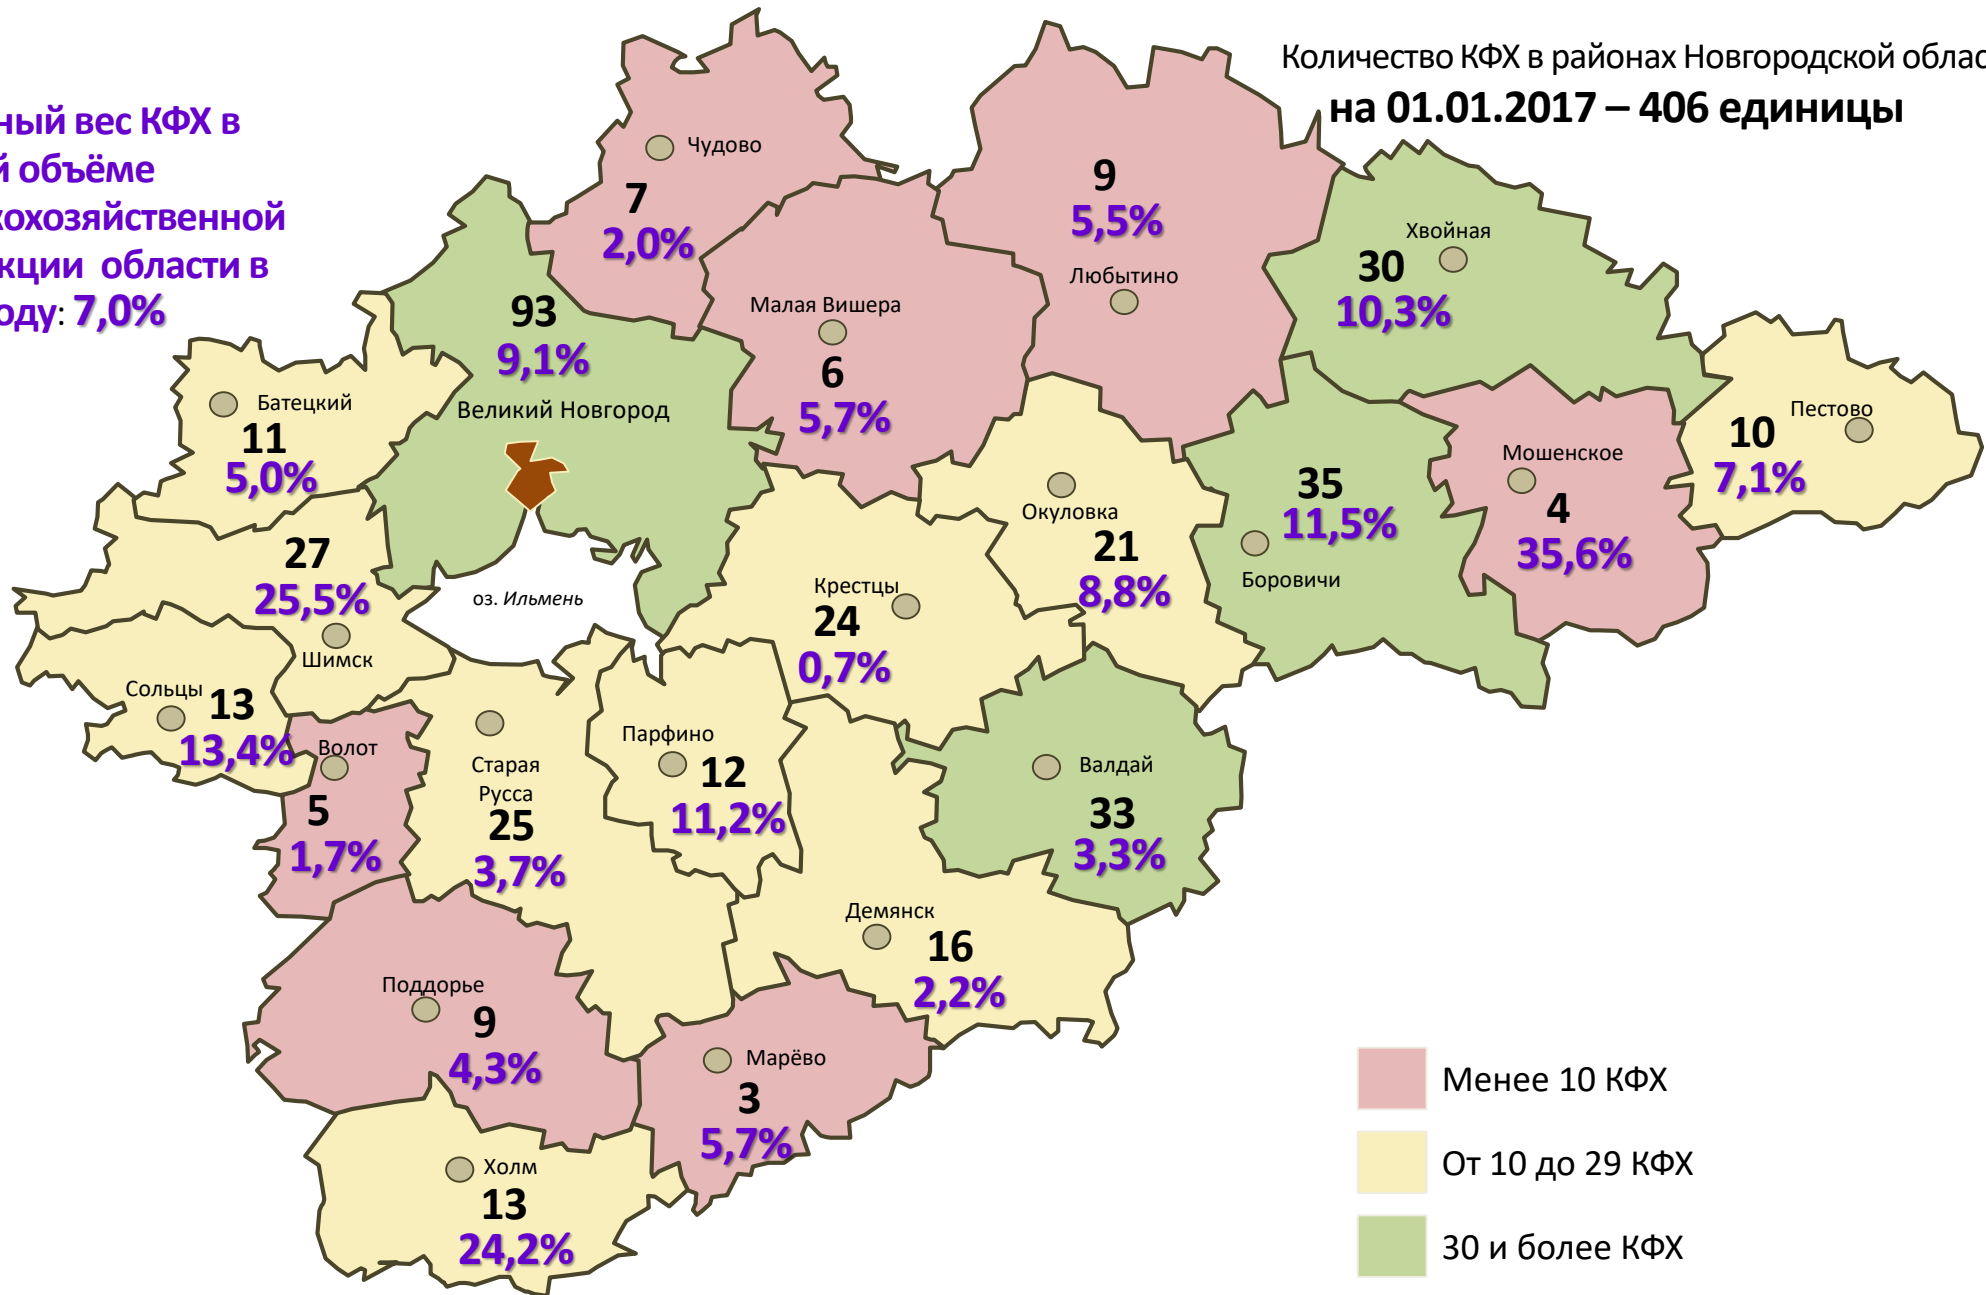 Количество КФХ в районах Новгородской облас
на 01.01.2017 – 406 единицы
ный вес КФХ в
й объёме
кохозяйственной
кции области в
оду: 7,0%
Чудово
7
2,0%
9
5,5%
Любытино
Хвойная
30
10,3%
93
9,1%
Великий Новгород
Малая Вишера
6
5,7%
Батецкий
11
5,0%
Пестово
10
7,1%
Мошенское
4
35,6%
35
11,5%
Боровичи
Окуловка
21
8,8%
27
25,5%
Шимск
оз. Ильмень
Крестцы
24
0,7%
Сольцы
13
13,4%
Волот
5
1,7%
Старая
Русса
25
3,7%
Парфино
12
11,2%
Валдай
33
3,3%
Демянск
16
2,2%
Поддорье
9
4,3%
Марёво
3
5,7%
Холм
13
24,2%
Менее 10 КФХ
От 10 до 29 КФХ
30 и более КФХ